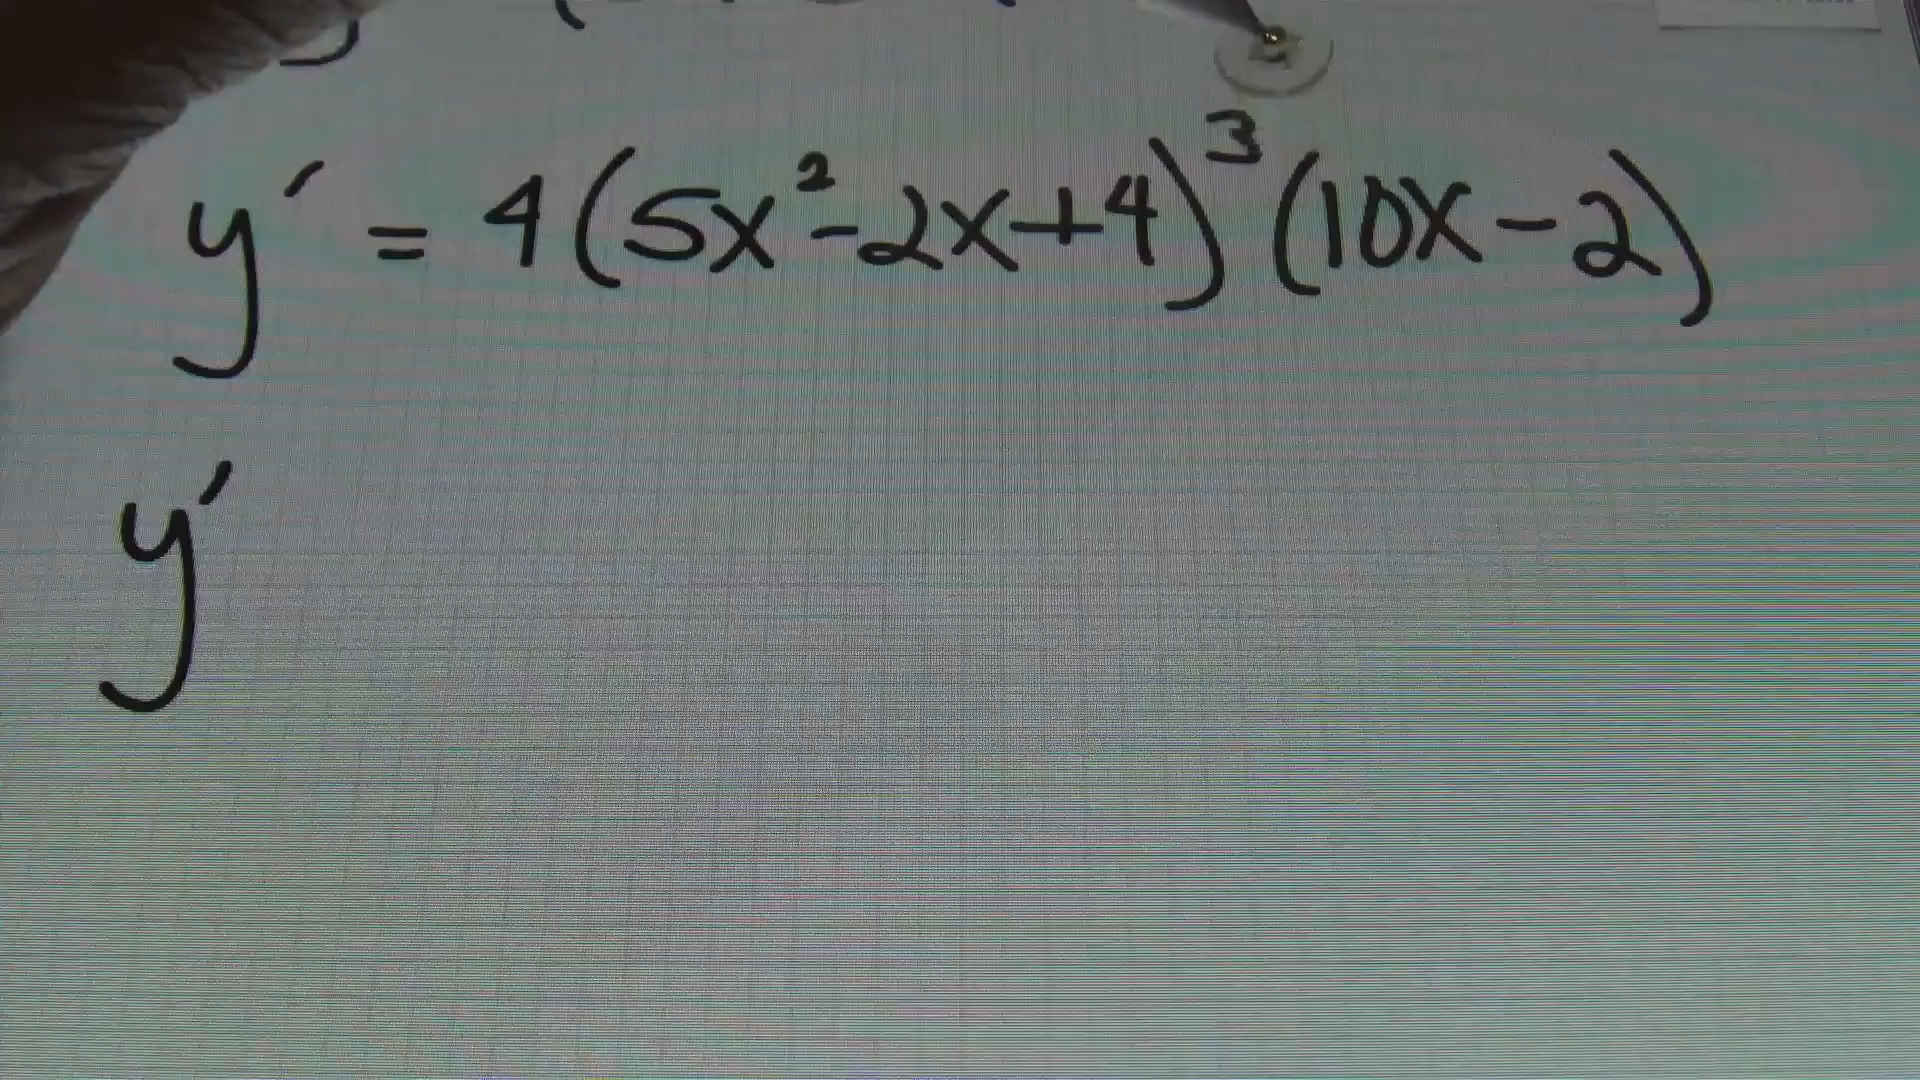 y' = 4(5x²-2x+4)³(10x-2)
y'